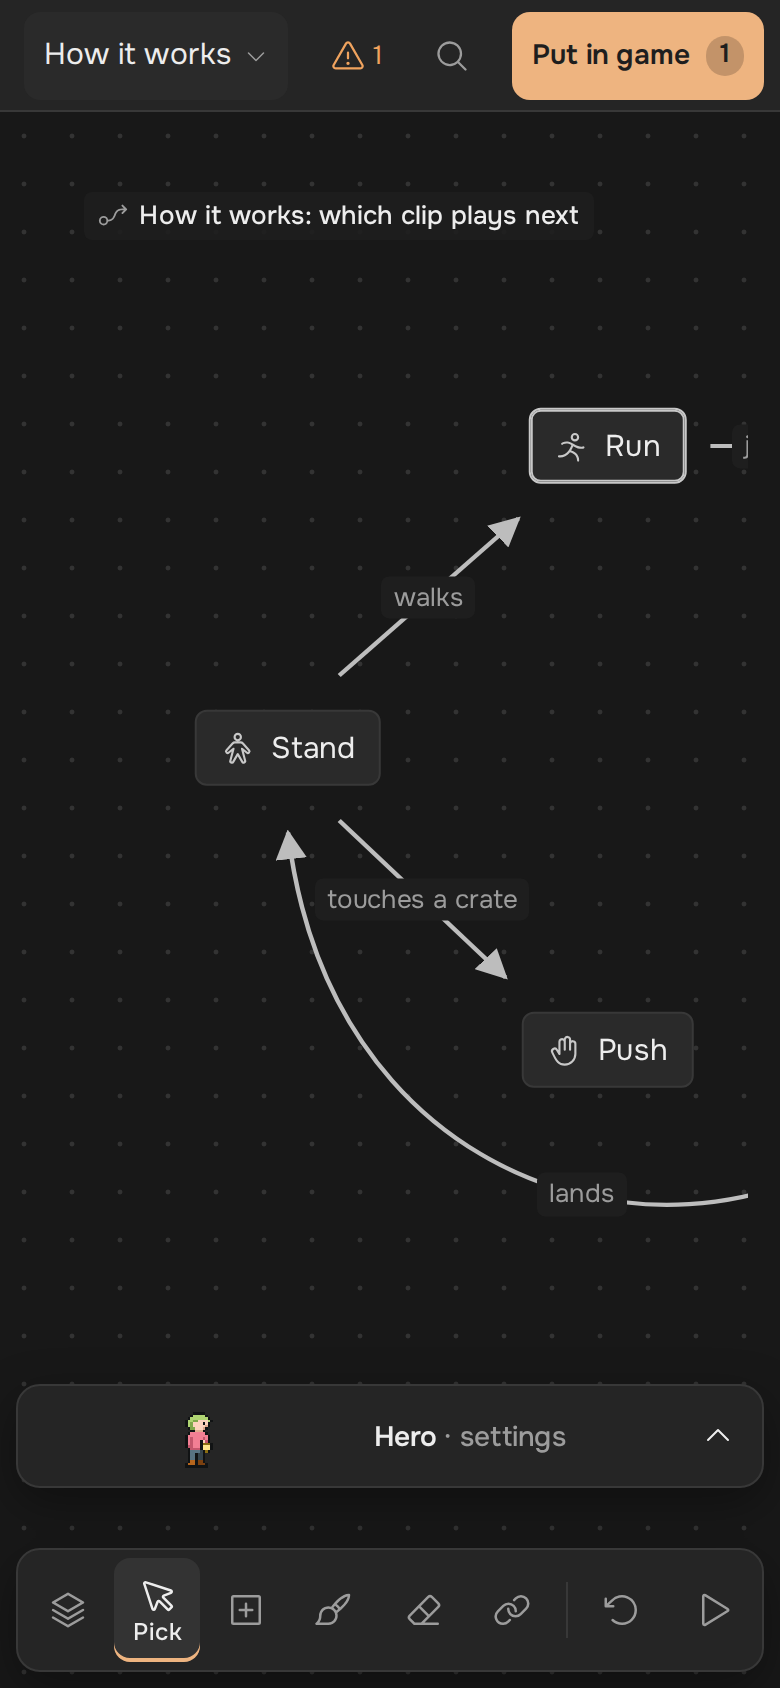 How it works
1
Put in game 1
How it works: which clip plays next
Run
j
walks
Stand
touches a crate
Push
lands
Hero · settings
Pick